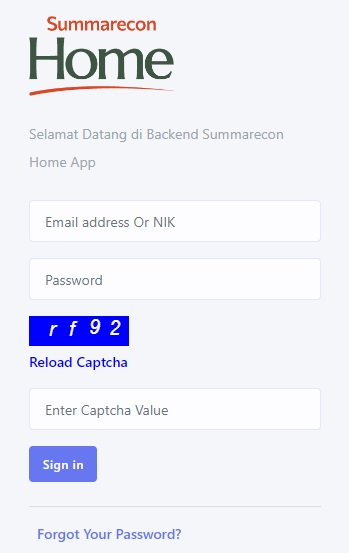 Summarecon
Home
Selamat Datang di Backend Summarecon
Home App
Email address Or NIK
Password
r f 9 2
Reload Captcha
Enter Captcha Value
Sign in
Forgot Your Password?